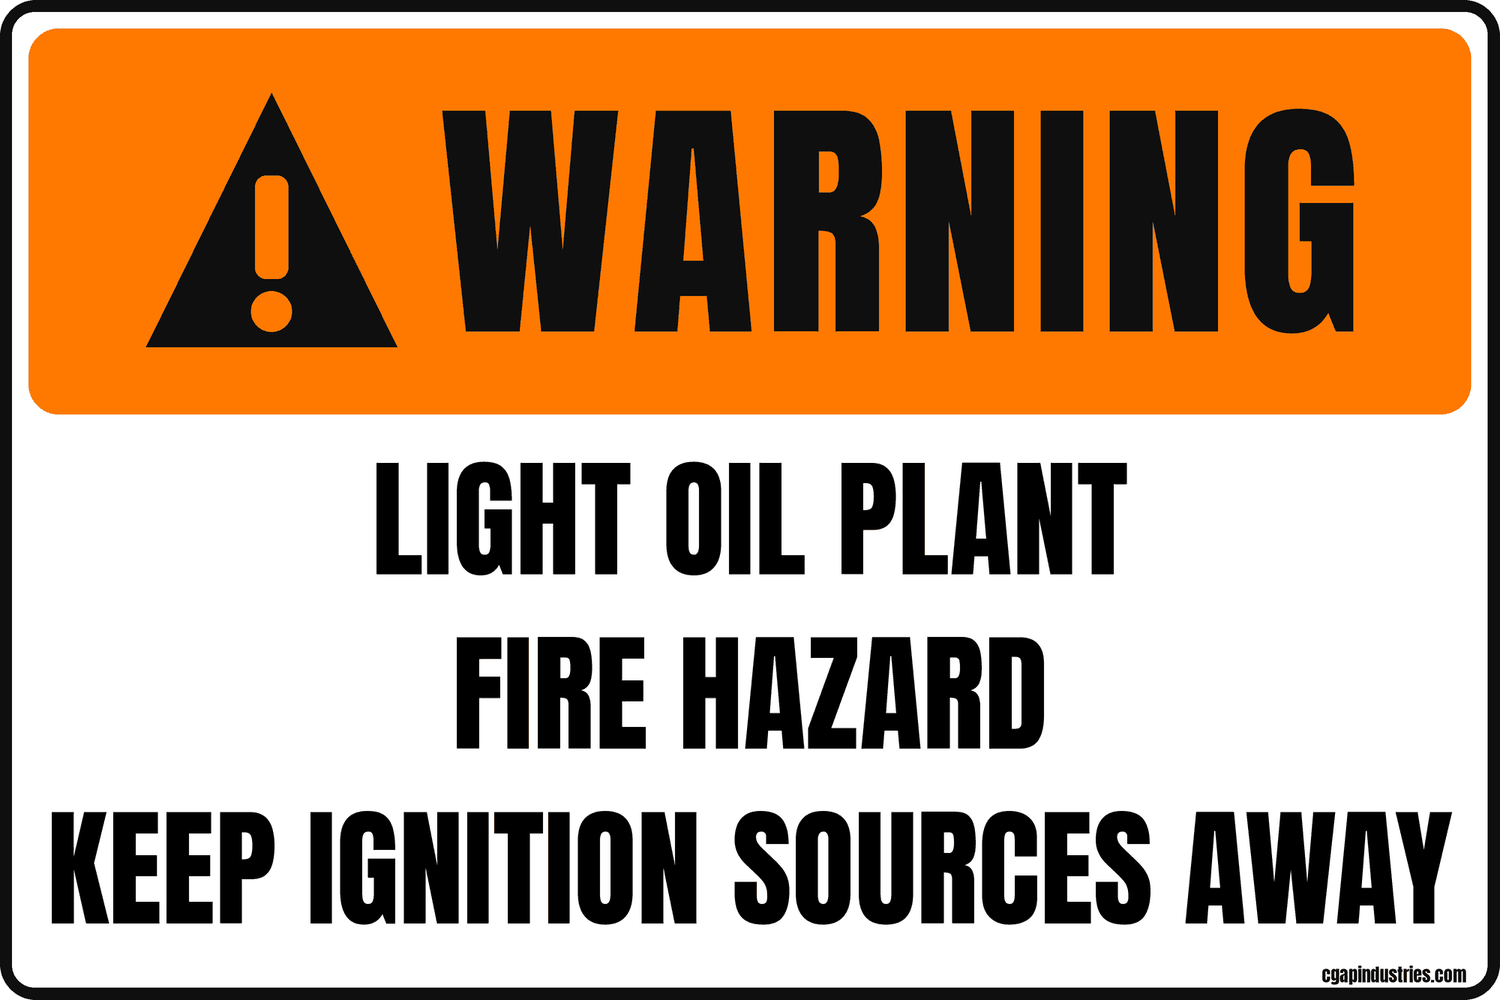 WARNING
LIGHT OIL PLANT
FIRE HAZARD
KEEP IGNITION SOURCES AWAY
cgapindustries.com